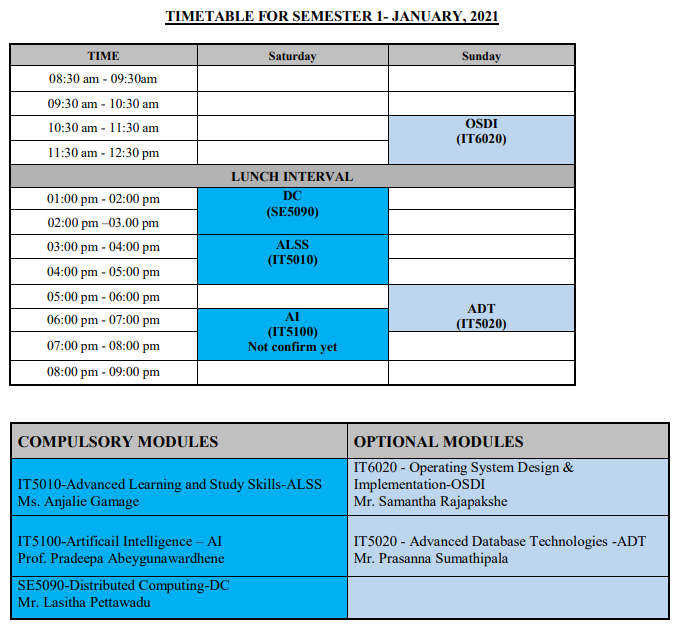 TIMETABLE FOR SEMESTER 1- JANUARY, 2021
TIME Saturday Sunday
08:30 am - 09:30am
09:30 am - 10:30 am
10:30 am - 11:30 am OSDI
(IT6020)
11:30 am - 12:30 pm
LUNCH INTERVAL
01:00 pm - 02:00 pm DC
(SE5090)
02:00 pm –03.00 pm
03:00 pm - 04:00 pm ALSS
(IT5010)
04:00 pm - 05:00 pm
05:00 pm - 06:00 pm ADT
(IT5020)
06:00 pm - 07:00 pm AI
(IT5100)
Not confirm yet
07:00 pm - 08:00 pm
08:00 pm - 09:00 pm
COMPULSORY MODULES OPTIONAL MODULES
IT5010-Advanced Learning and Study Skills-ALSS
Ms. Anjalie Gamage
IT6020 - Operating System Design &
Implementation-OSDI
Mr. Samantha Rajapakshe
IT5100-Artificail Intelligence – AI
Prof. Pradeepa Abeygunawardhene
IT5020 - Advanced Database Technologies -ADT
Mr. Prasanna Sumathipala
SE5090-Distributed Computing-DC
Mr. Lasitha Pettawadu